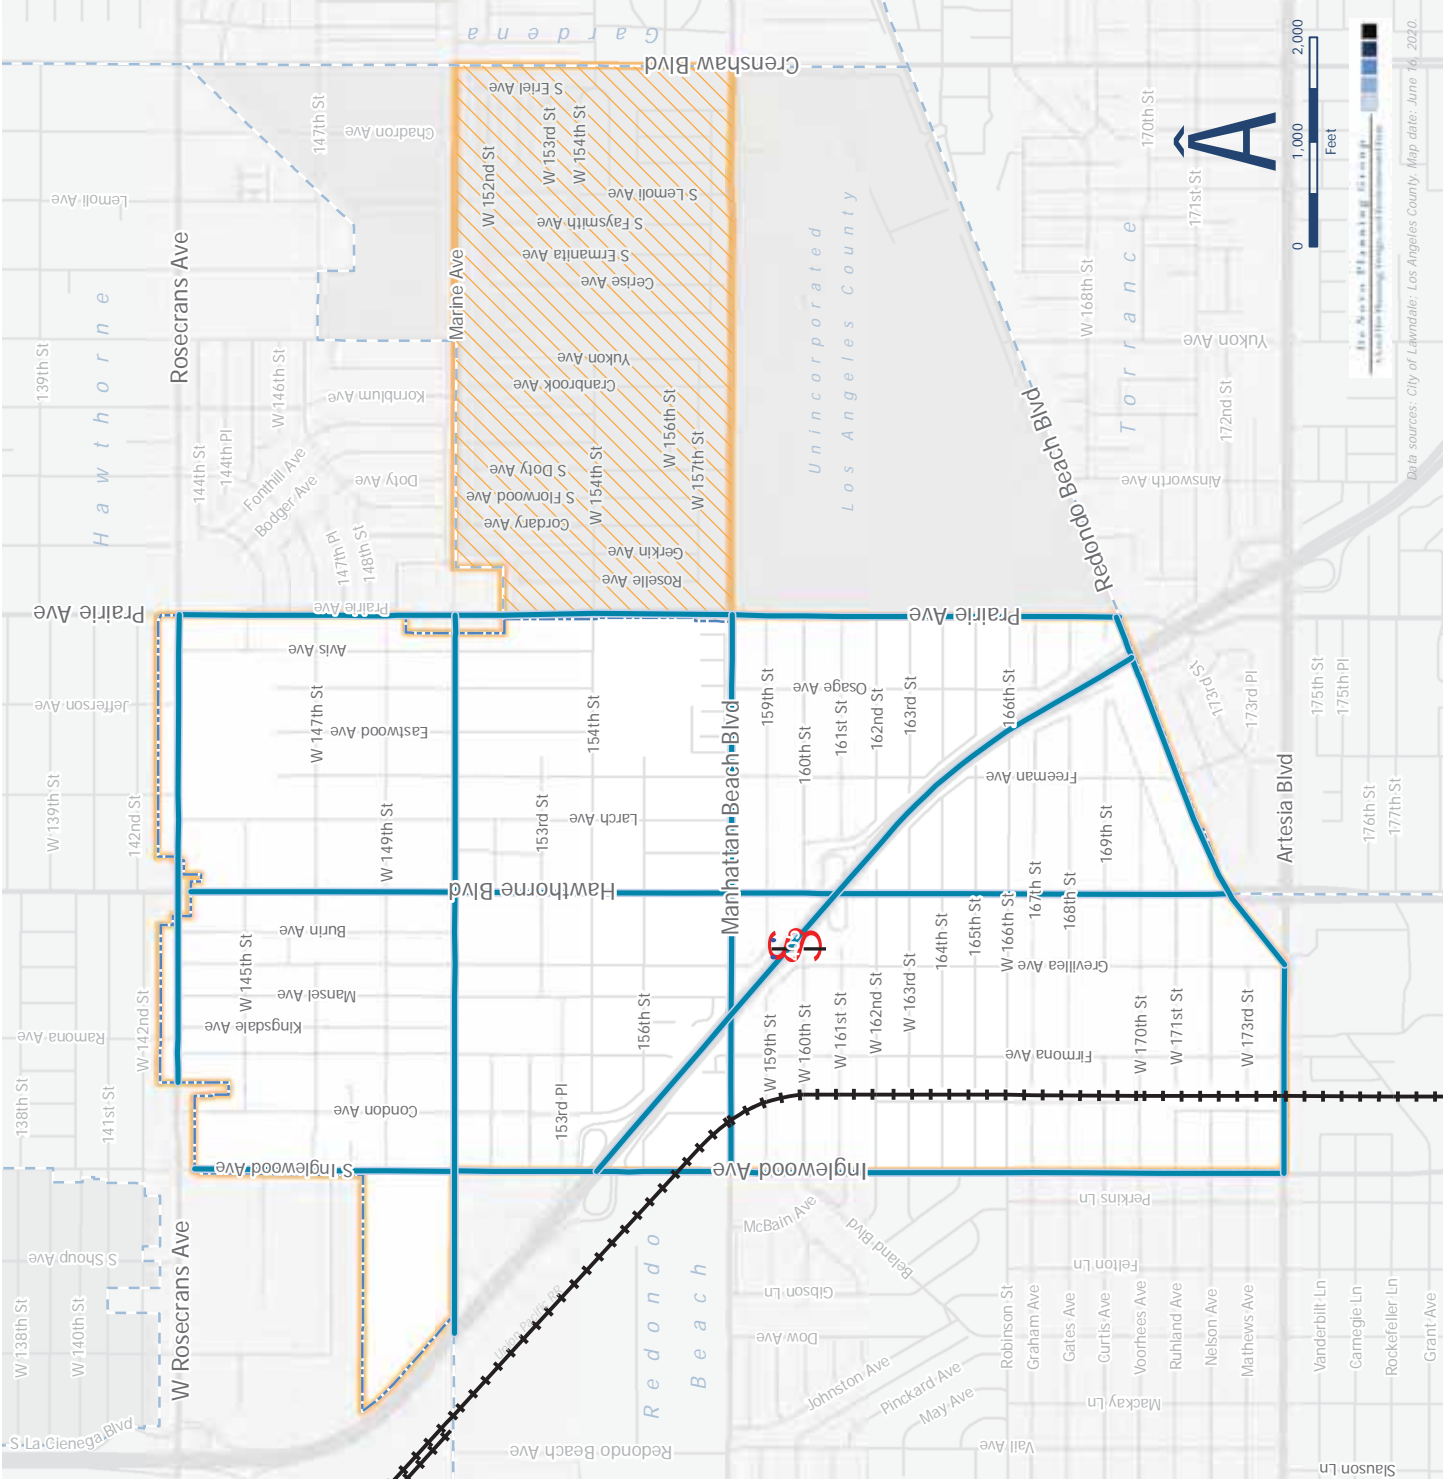 Gardena
Crenshaw Blvd
S Eriel Ave
147th St
Chadron Ave
W 153rd St
W 154th St
W 152nd St
170th St
2,000
1,000
0
Feet
Lemoli Ave
S Lemoli Ave
S Faysmith Ave
S Ermanita Ave
Cerise Ave
171st St
Rosecrans Ave
Marine Ave
Hawthorne
Unincorporated
Los Angeles County
Torrance
W 168th St
139th St
W 146th St
Kornblum Ave
Yukon Ave
Cranbrook Ave
Yukon Ave
172nd St
Redondo Beach Blvd
144th St
144th Pl
Fonthill Ave
Bodger Ave
Doty Ave
W 156th St
W 157th St
S Doty Ave
S Florwood Ave
Cordary Ave
W 154th St
Ainsworth Ave
147th Pl
148th St
Gerkin Ave
Roselle Ave
Prairie Ave
Prairie Ave
Prairie Ave
Avis Ave
Jefferson Ave
W 147th St
Eastwood Ave
154th St
159th St
Osage Ave
160th St
161st St
162nd St
163rd St
166th St
173rd St
173rd Pl
175th St
175th Pl
Manhattan Beach Blvd
Freeman Ave
Artesia Blvd
W 139th St
142nd St
W 149th St
153rd St
Larch Ave
169th St
176th St
177th St
Hawthorne Blvd
167th St
168th St
Burin Ave
W 145th St
Mansel Ave
Kingsdale Ave
164th St
165th St
W 166th St
Grevillea Ave
Ramona Ave
W 142nd St
156th St
W 159th St
W 160th St
W 161st St
W 162nd St
W 163rd St
Firmona Ave
W 170th St
W 171st St
W 173rd St
138th St
141st St
Condon Ave
153rd Pl
S Inglewood Ave
Inglewood Ave
Perkins Ln
S Shoup Ave
W Rosecrans Ave
McBain Ave
Beland Blvd
Felton Ln
Redondo
Beach
Gibson Ln
Dow Ave
W 138th St
W 140th St
Union Pacific RR
Robinson St
Graham Ave
Gates Ave
Curtis Ave
Voorhees Ave
Ruhland Ave
Nelson Ave
Mathews Ave
Vanderbilt Ln
Carnegie Ln
Rockefeller Ln
Grant Ave
Johnston Ave
Pinckard Ave
May Ave
Mackay Ln
S La Cienega Blvd
Redondo Beach Ave
Vail Ave
Slauson Ln
De Novo Planning Group
Data sources: City of Lawndale; Los Angeles County. Map date: June 16, 2020.